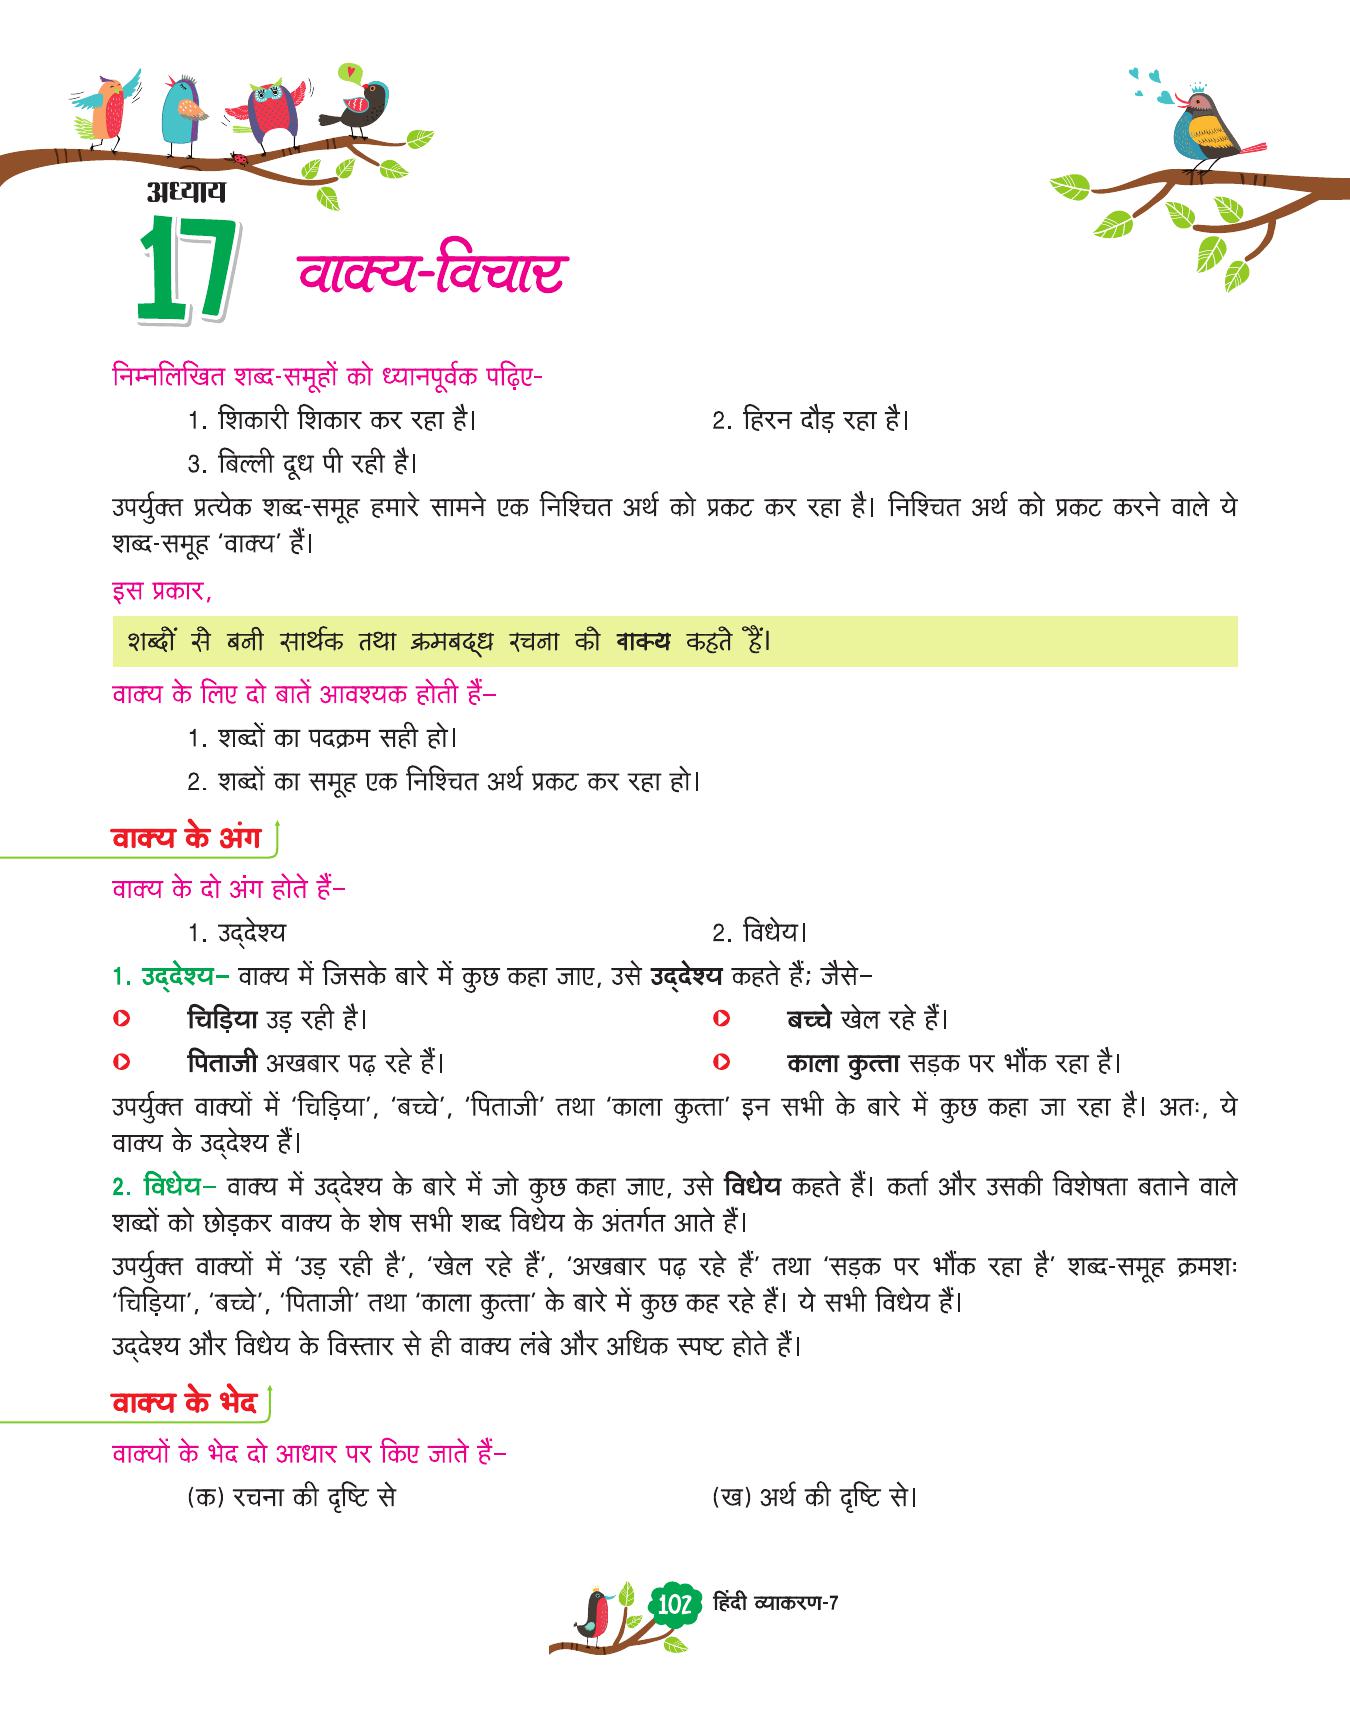 अध्याय
17
वाक्य-विचार
निम्नलिखित शब्द-समूहों को ध्यानपूर्वक पढ़िए–
1. शिकारी शिकार कर रहा है। 2. हिरन दौड़ रहा है।
3. बिल्ली दूध पी रही है।
उपर्युक्त प्रत्येक शब्द-समूह हमारे सामने एक निश्चित अर्थ को प्रकट कर रहा है। निश्चित अर्थ को प्रकट करने वाले ये
शब्द-समूह ‘वाक्य’ हैं।
इस प्रकार,
शब्दों से बनी सार्थक तथा क्रमबद्ध रचना को वाक्य कहते हैं।
वाक्य के लिए दो बातें आवश्यक होती हैं–
1. शब्दों का पदक्रम सही हो।
2. शब्दों का समूह एक निश्चित अर्थ प्रकट कर रहा हो।
वाक्य के अंग
वाक्य के दो अंग होते हैं–
1. उद्देश्य 2. विधेय।
1. उद्देश्य– वाक्य में जिसके बारे में कुछ कहा जाए, उसे उद्देश्य कहते हैं; जैसे–
चिड़िया उड़ रही है। बच्चे खेल रहे हैं।
पिताजी अखबार पढ़ रहे हैं। काला कुत्ता सड़क पर भौंक रहा है।
उपर्युक्त वाक्यों में ‘चिड़िया’, ‘बच्चे’, ‘पिताजी’ तथा ‘काला कुत्ता’ इन सभी के बारे में कुछ कहा जा रहा है। अतः, ये
वाक्य के उद्देश्य हैं।
2. विधेय– वाक्य में उद्देश्य के बारे में जो कुछ कहा जाए, उसे विधेय कहते हैं। कर्ता और उसकी विशेषता बताने वाले
शब्दों को छोड़कर वाक्य के शेष सभी शब्द विधेय के अंतर्गत आते हैं।
उपर्युक्त वाक्यों में ‘उड़ रही है’, ‘खेल रहे हैं’, ‘अखबार पढ़ रहे हैं’ तथा ‘सड़क पर भौंक रहा है’ शब्द-समूह क्रमशः
‘चिड़िया’, ‘बच्चे’, ‘पिताजी’ तथा ‘काला कुत्ता’ के बारे में कुछ कह रहे हैं। ये सभी विधेय हैं।
उद्देश्य और विधेय के विस्तार से ही वाक्य लंबे और अधिक स्पष्ट होते हैं।
वाक्य के भेद
वाक्यों के भेद दो आधार पर किए जाते हैं–
(क) रचना की दृष्टि से (ख) अर्थ की दृष्टि से।
102 हिंदी व्याकरण-7